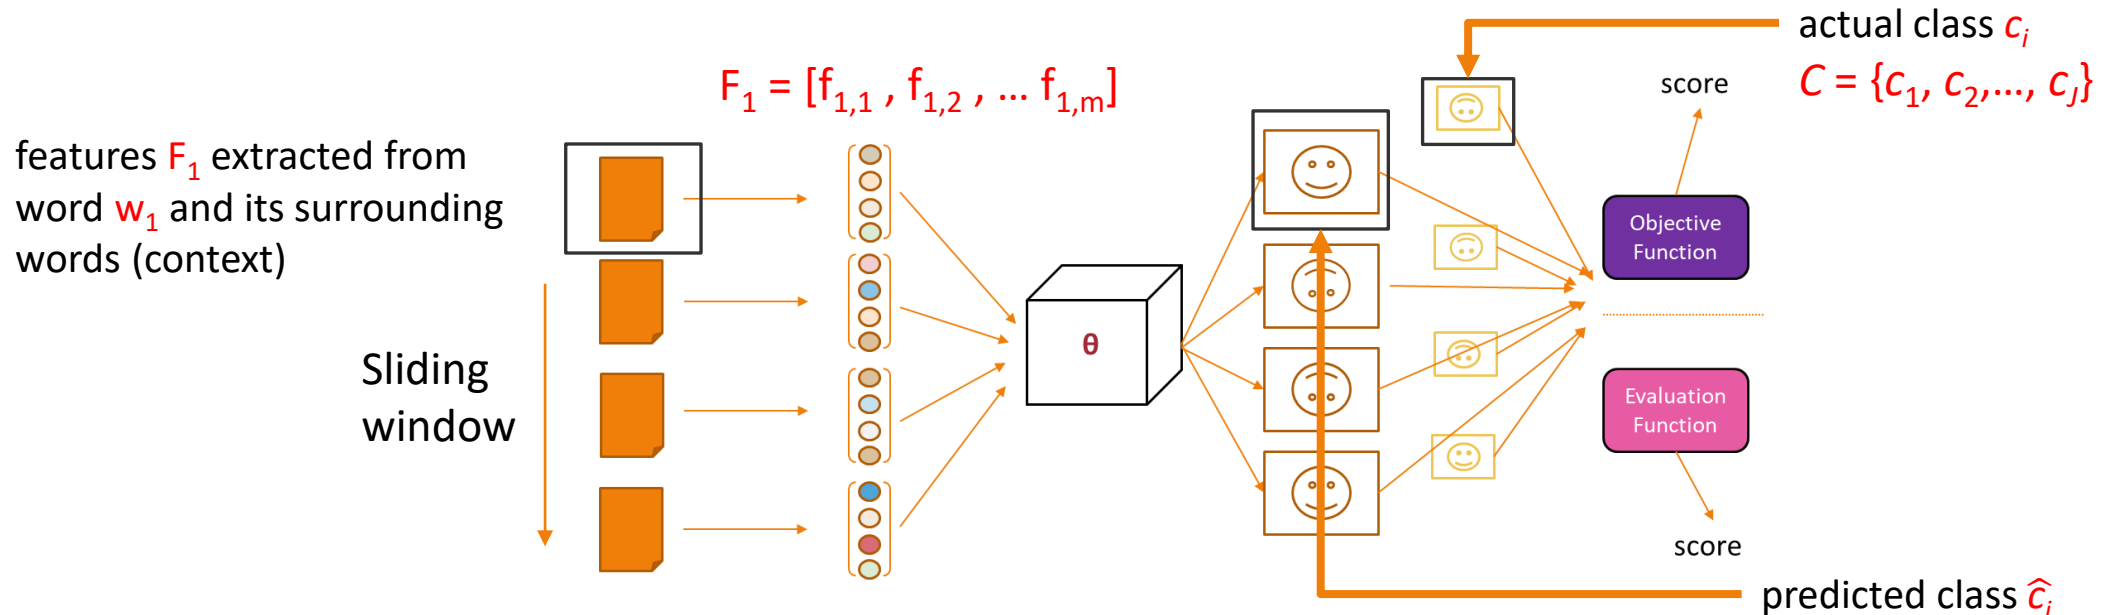 actual class cᵢ
C = {c₁, c₂,..., c_J}
score
F₁ = [f₁,₁ , f₁,₂ , ... f₁,ₘ]
features F₁ extracted from
word w₁ and its surrounding
words (context)
Objective
Function
θ
Sliding
window
Evaluation
Function
score
predicted class ĉᵢ